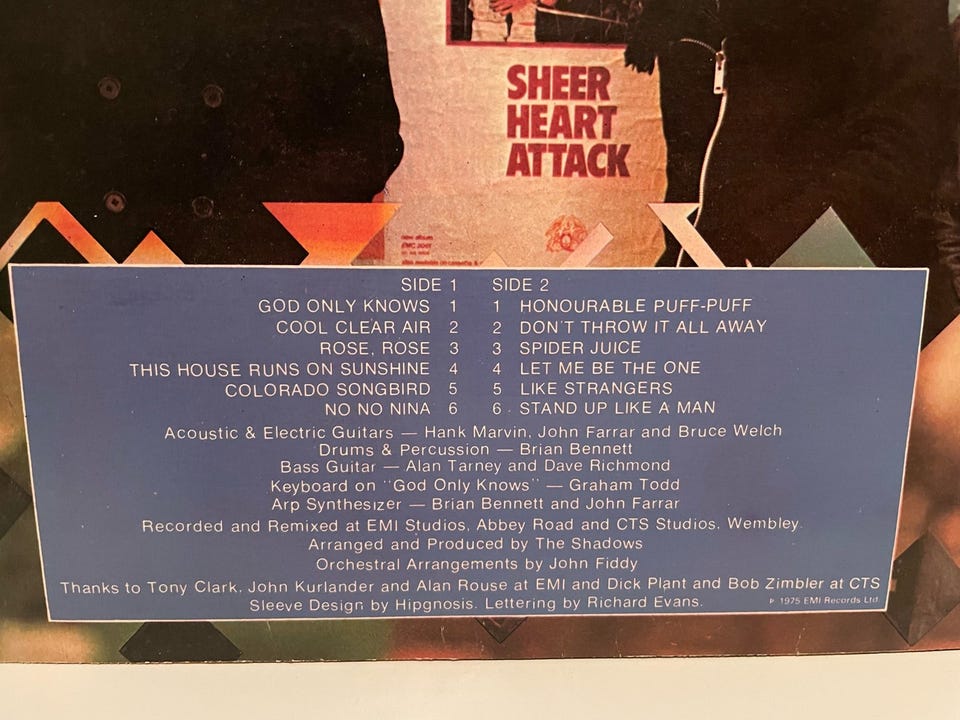 SHEER
HEART
ATTACK
new album
EMC 3061
SIDE 1 SIDE 2
GOD ONLY KNOWS 1 1 HONOURABLE PUFF-PUFF
COOL CLEAR AIR 2 2 DON'T THROW IT ALL AWAY
ROSE, ROSE 3 3 SPIDER JUICE
THIS HOUSE RUNS ON SUNSHINE 4 4 LET ME BE THE ONE
COLORADO SONGBIRD 5 5 LIKE STRANGERS
NO NO NINA 6 6 STAND UP LIKE A MAN
Acoustic & Electric Guitars — Hank Marvin, John Farrar and Bruce Welch
Drums & Percussion — Brian Bennett
Bass Guitar — Alan Tarney and Dave Richmond
Keyboard on "God Only Knows" — Graham Todd
Arp Synthesizer — Brian Bennett and John Farrar
Recorded and Remixed at EMI Studios, Abbey Road and CTS Studios, Wembley.
Arranged and Produced by The Shadows
Orchestral Arrangements by John Fiddy
Thanks to Tony Clark, John Kurlander and Alan Rouse at EMI and Dick Plant and Bob Zimbler at CTS
Sleeve Design by Hipgnosis. Lettering by Richard Evans. ℗ 1975 EMI Records Ltd.